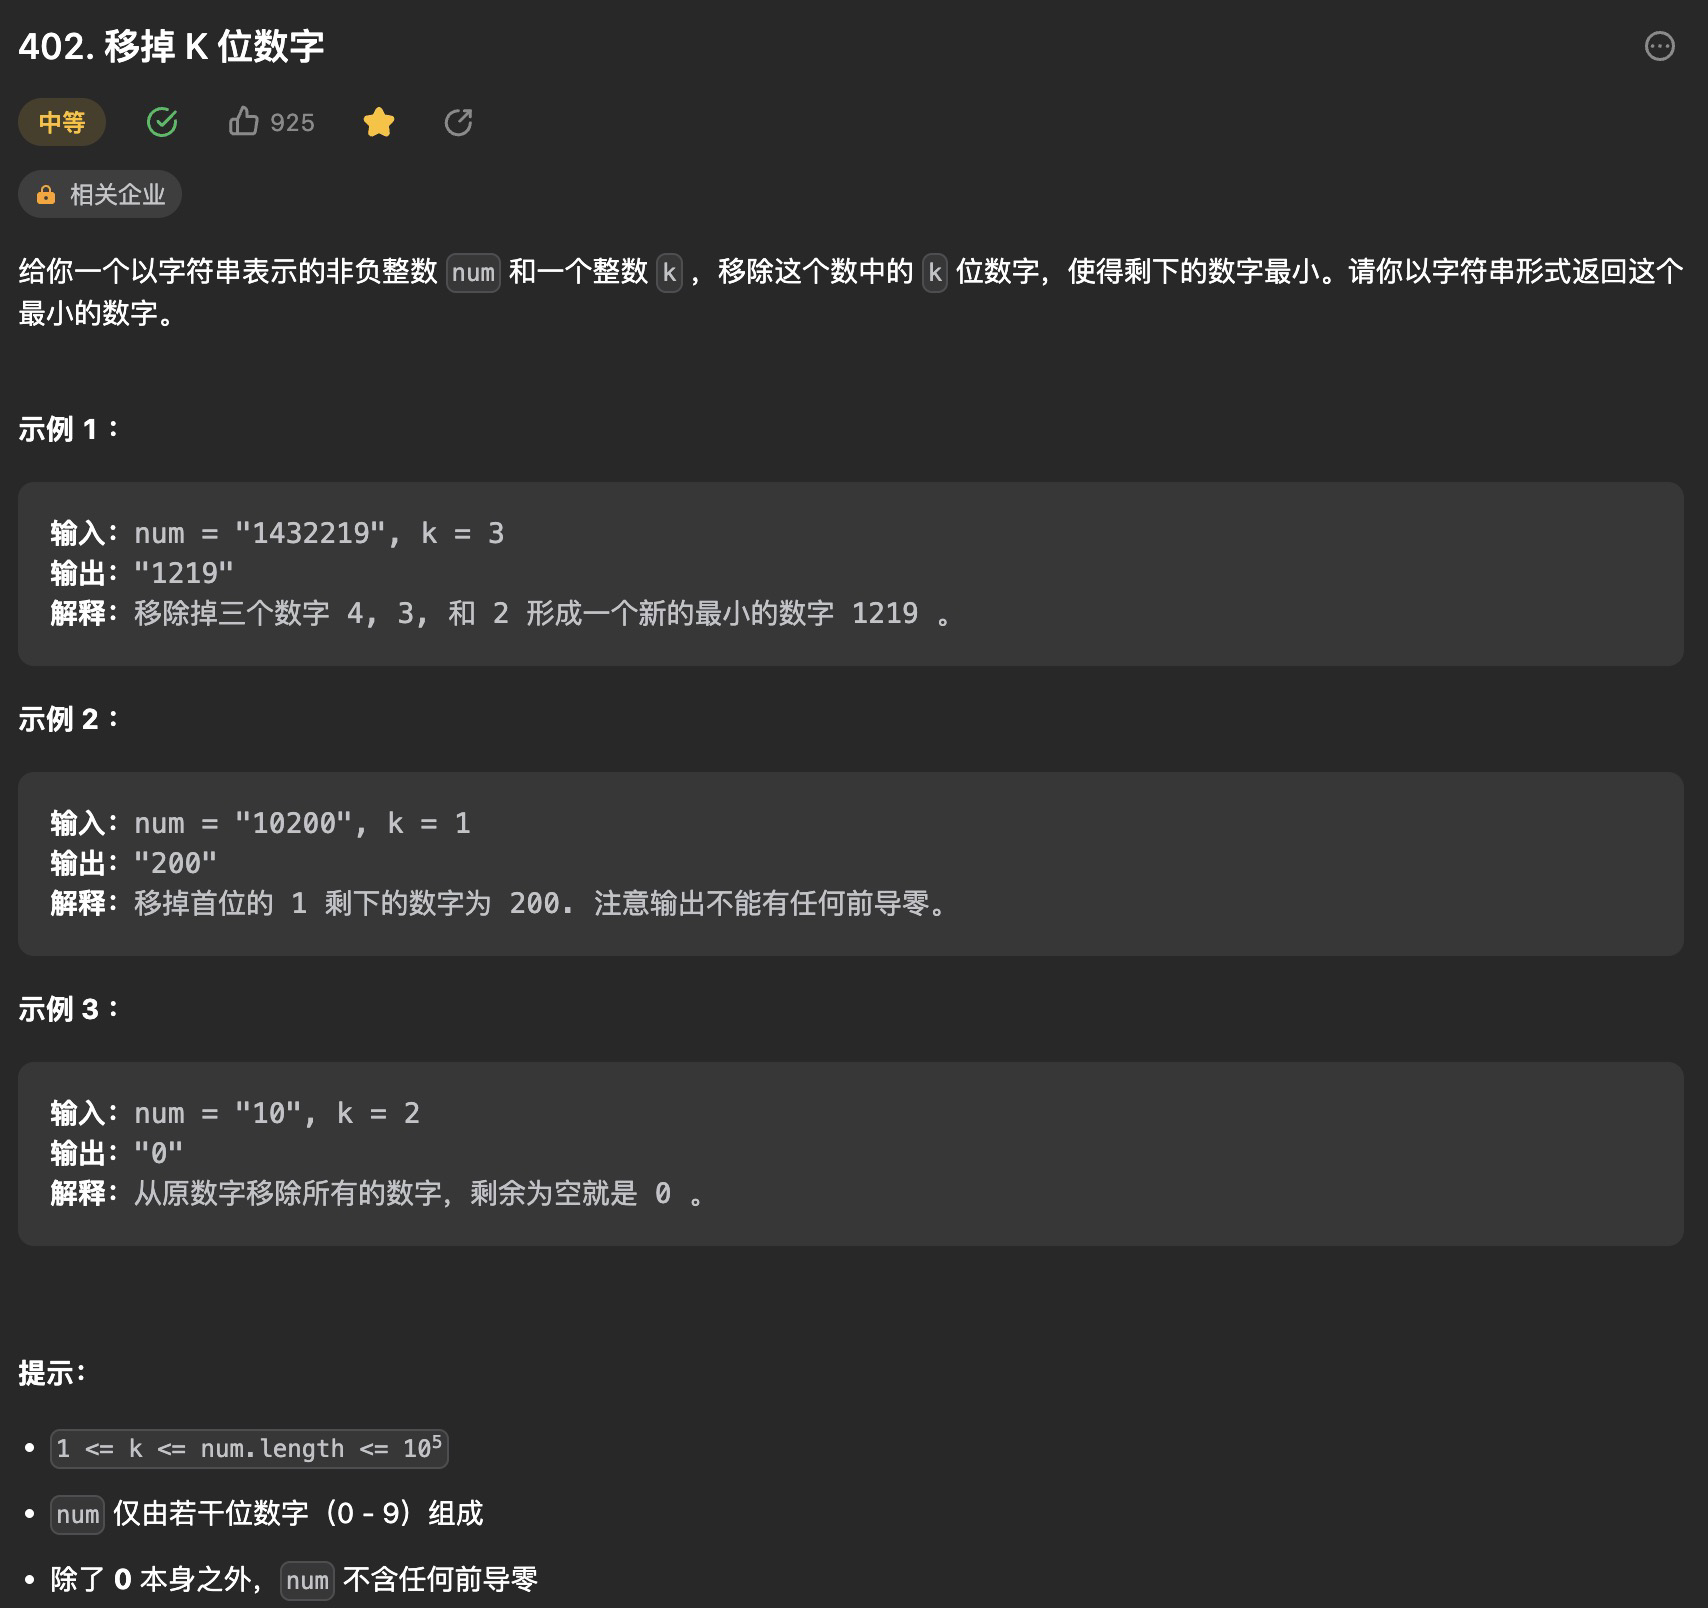 402. 移掉 K 位数字
中等 925
相关企业
给你一个以字符串表示的非负整数 num 和一个整数 k ，移除这个数中的 k 位数字，使得剩下的数字最小。请你以字符串形式返回这个
最小的数字。
示例 1 ：
输入：num = "1432219", k = 3
输出："1219"
解释：移除掉三个数字 4, 3, 和 2 形成一个新的最小的数字 1219 。
示例 2 ：
输入：num = "10200", k = 1
输出："200"
解释：移掉首位的 1 剩下的数字为 200. 注意输出不能有任何前导零。
示例 3 ：
输入：num = "10", k = 2
输出："0"
解释：从原数字移除所有的数字，剩余为空就是 0 。
提示：
• 1 <= k <= num.length <= 10⁵
• num 仅由若干位数字（0 - 9）组成
• 除了 0 本身之外，num 不含任何前导零